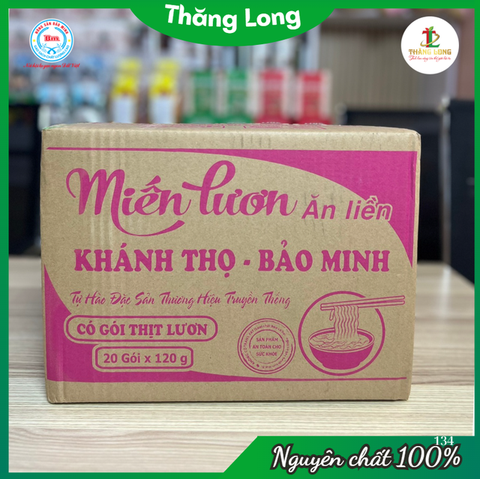 Thăng Long
THĂNG LONG
Miến lươn Ăn liền
KHÁNH THỌ - BẢO MINH
Tự Hào Đặc Sản Thương Hiệu Truyền Thống
CÓ GÓI THỊT LƯƠN
20 Gói x 120 g
SẢN PHẨM
AN TOÀN CHO
SỨC KHỎE
134
Nguyên chất 100%